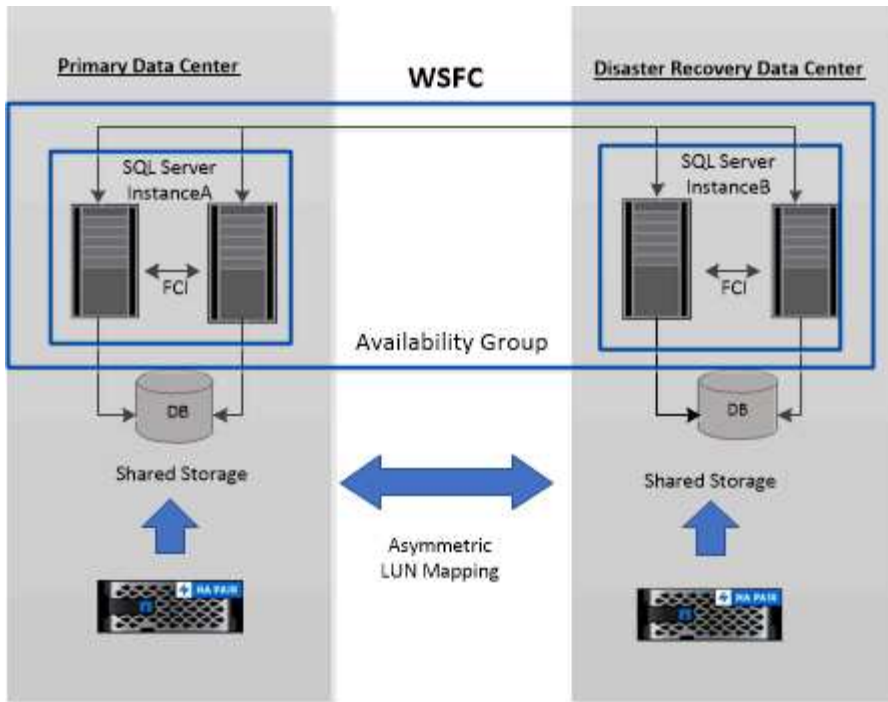 Primary Data Center
WSFC
Disaster Recovery Data Center
SQL Server
InstanceA
SQL Server
InstanceB
FCI
FCI
Availability Group
DB
DB
Shared Storage
Shared Storage
Asymmetric
LUN Mapping
HA PAIR
HA PAIR